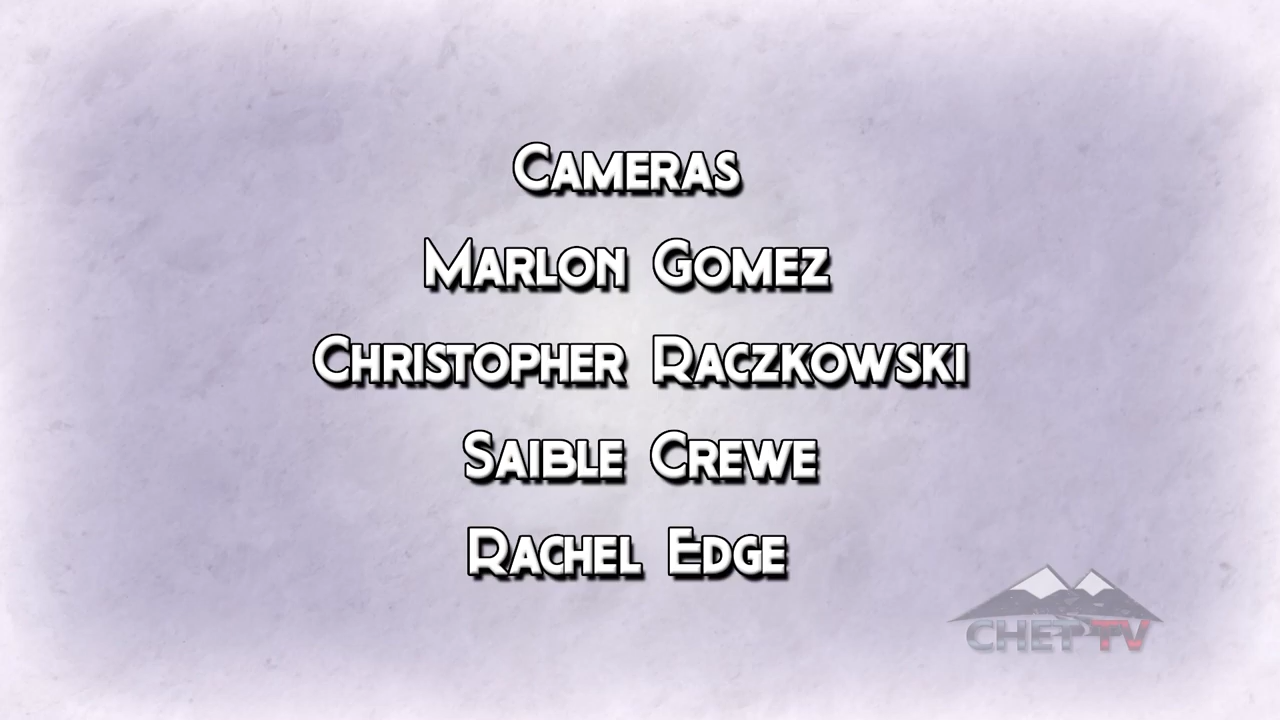 Cameras
Marlon Gomez
Christopher Raczkowski
Saible Crewe
Rachel Edge
CHET TV